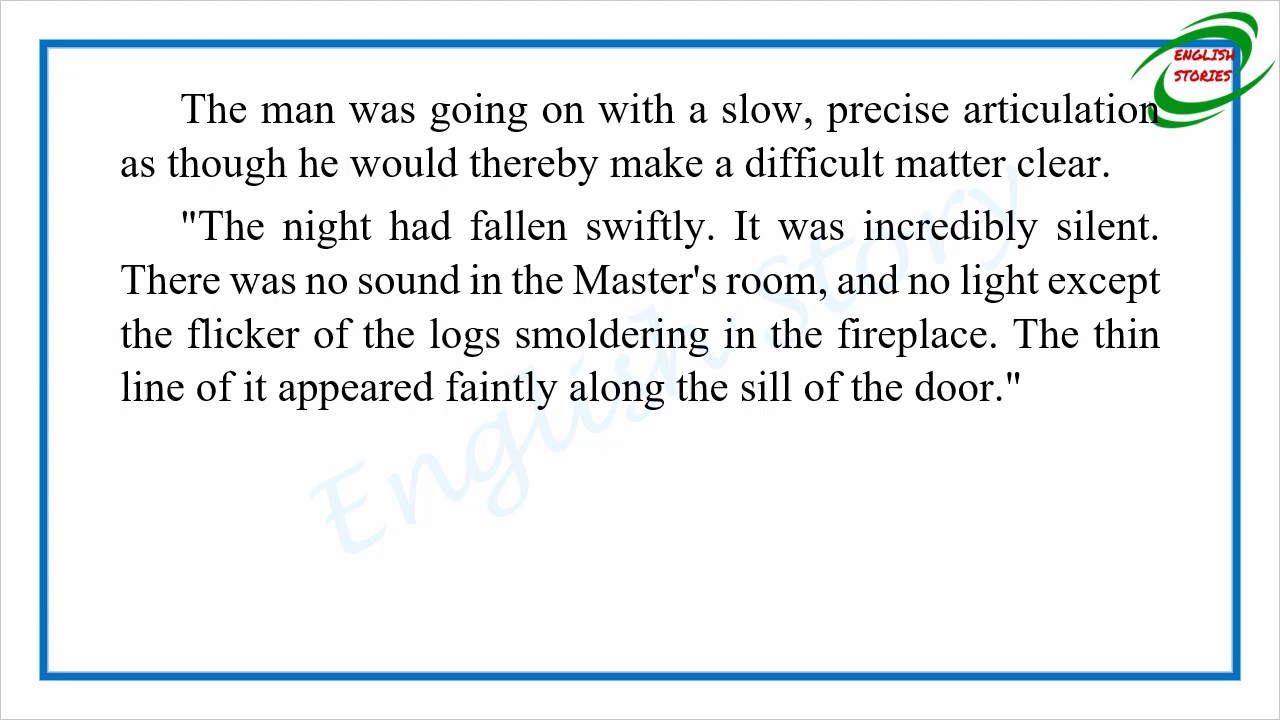 ENGLISH
STORIES
The man was going on with a slow, precise articulation
as though he would thereby make a difficult matter clear.
"The night had fallen swiftly. It was incredibly silent.
There was no sound in the Master's room, and no light except
the flicker of the logs smoldering in the fireplace. The thin
line of it appeared faintly along the sill of the door."
English Story